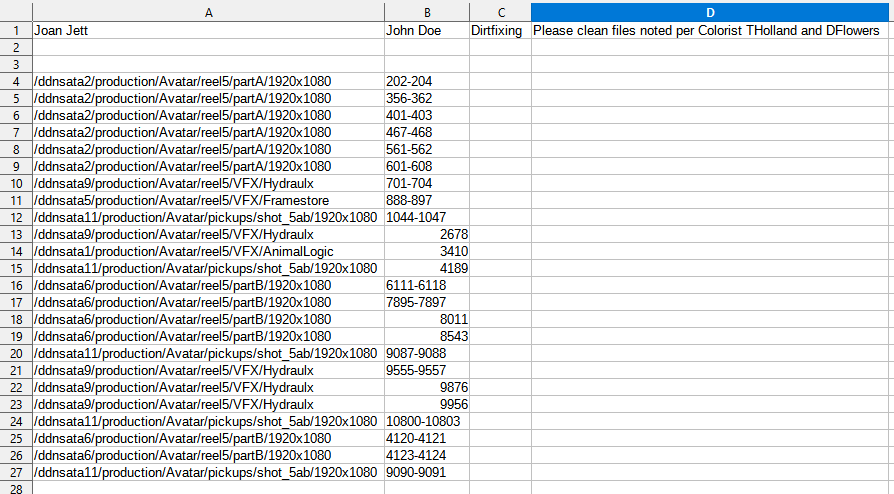 A B C D
1 Joan Jett John Doe Dirtfixing Please clean files noted per Colorist THolland and DFlowers
2
3
4 /ddnsata2/production/Avatar/reel5/partA/1920x1080 202-204
5 /ddnsata2/production/Avatar/reel5/partA/1920x1080 356-362
6 /ddnsata2/production/Avatar/reel5/partA/1920x1080 401-403
7 /ddnsata2/production/Avatar/reel5/partA/1920x1080 467-468
8 /ddnsata2/production/Avatar/reel5/partA/1920x1080 561-562
9 /ddnsata2/production/Avatar/reel5/partA/1920x1080 601-608
10 /ddnsata9/production/Avatar/reel5/VFX/Hydraulx 701-704
11 /ddnsata5/production/Avatar/reel5/VFX/Framestore 888-897
12 /ddnsata11/production/Avatar/pickups/shot_5ab/1920x1080 1044-1047
13 /ddnsata9/production/Avatar/reel5/VFX/Hydraulx 2678
14 /ddnsata1/production/Avatar/reel5/VFX/AnimalLogic 3410
15 /ddnsata11/production/Avatar/pickups/shot_5ab/1920x1080 4189
16 /ddnsata6/production/Avatar/reel5/partB/1920x1080 6111-6118
17 /ddnsata6/production/Avatar/reel5/partB/1920x1080 7895-7897
18 /ddnsata6/production/Avatar/reel5/partB/1920x1080 8011
19 /ddnsata6/production/Avatar/reel5/partB/1920x1080 8543
20 /ddnsata11/production/Avatar/pickups/shot_5ab/1920x1080 9087-9088
21 /ddnsata9/production/Avatar/reel5/VFX/Hydraulx 9555-9557
22 /ddnsata9/production/Avatar/reel5/VFX/Hydraulx 9876
23 /ddnsata9/production/Avatar/reel5/VFX/Hydraulx 9956
24 /ddnsata11/production/Avatar/pickups/shot_5ab/1920x1080 10800-10803
25 /ddnsata6/production/Avatar/reel5/partB/1920x1080 4120-4121
26 /ddnsata6/production/Avatar/reel5/partB/1920x1080 4123-4124
27 /ddnsata11/production/Avatar/pickups/shot_5ab/1920x1080 9090-9091
28